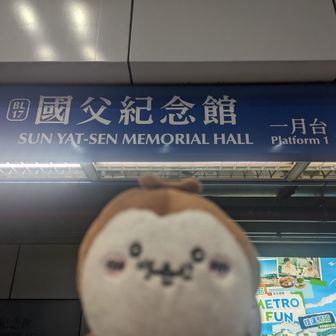 BL
17
國父紀念館
SUN YAT-SEN MEMORIAL HALL
一月台
Platform 1
METRO
FUN